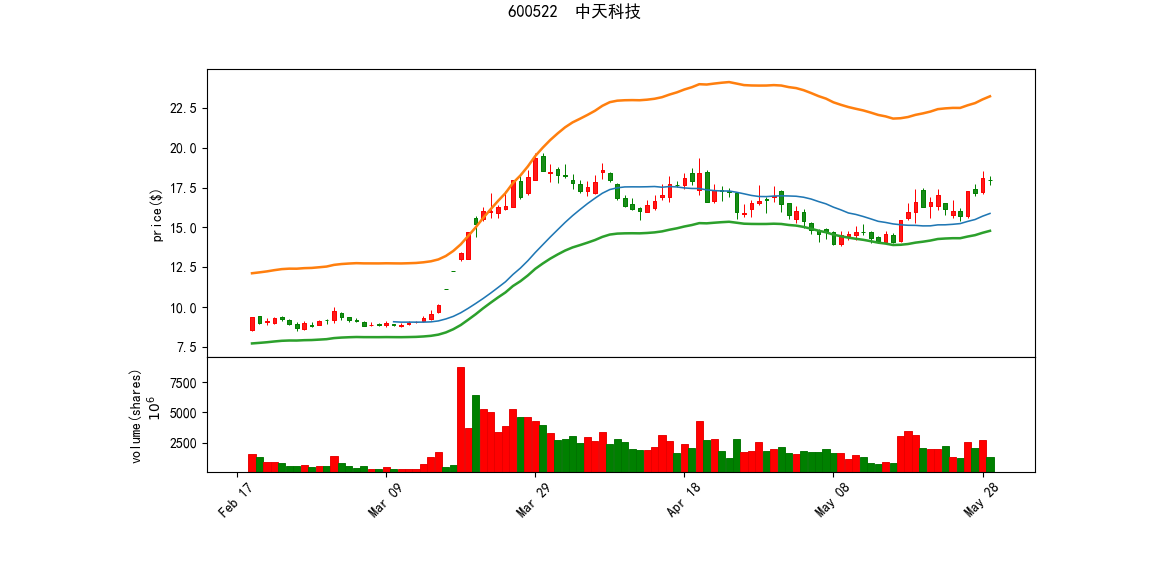 600522 中天科技
price($)
22.5
20.0
17.5
15.0
12.5
10.0
7.5
volume(shares)
10^6
7500
5000
2500
Feb 17
Mar 09
Mar 29
Apr 18
May 08
May 28